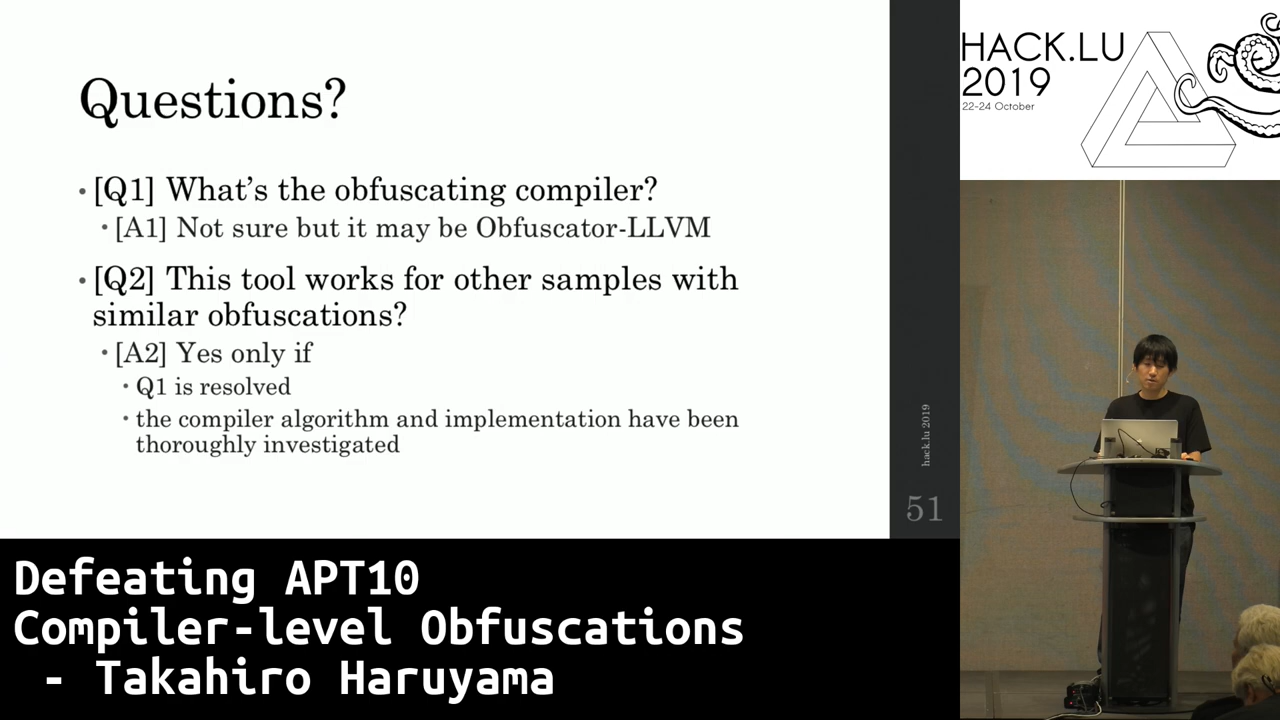 Questions?
• [Q1] What's the obfuscating compiler?
• [A1] Not sure but it may be Obfuscator-LLVM
• [Q2] This tool works for other samples with
similar obfuscations?
• [A2] Yes only if
• Q1 is resolved
• the compiler algorithm and implementation have been
thoroughly investigated
hack.lu 2019
51
HACK.LU
2019
22-24 October
Defeating APT10
Compiler-level Obfuscations
- Takahiro Haruyama